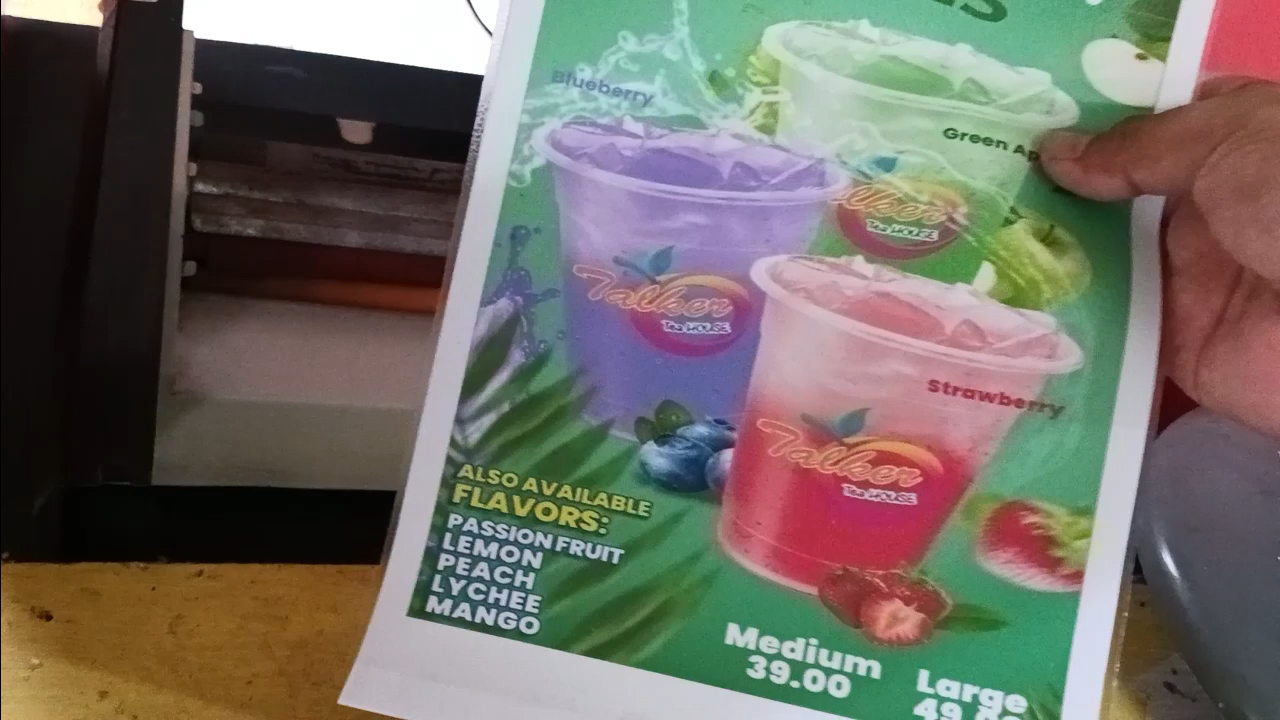 Blueberry
Green
Talker
Tea HOUSE
Talker
Tea HOUSE
Strawberry
Talker
Tea HOUSE
ALSO AVAILABLE
FLAVORS:
PASSION FRUIT
LEMON
PEACH
LYCHEE
MANGO
Medium
39.00
Large